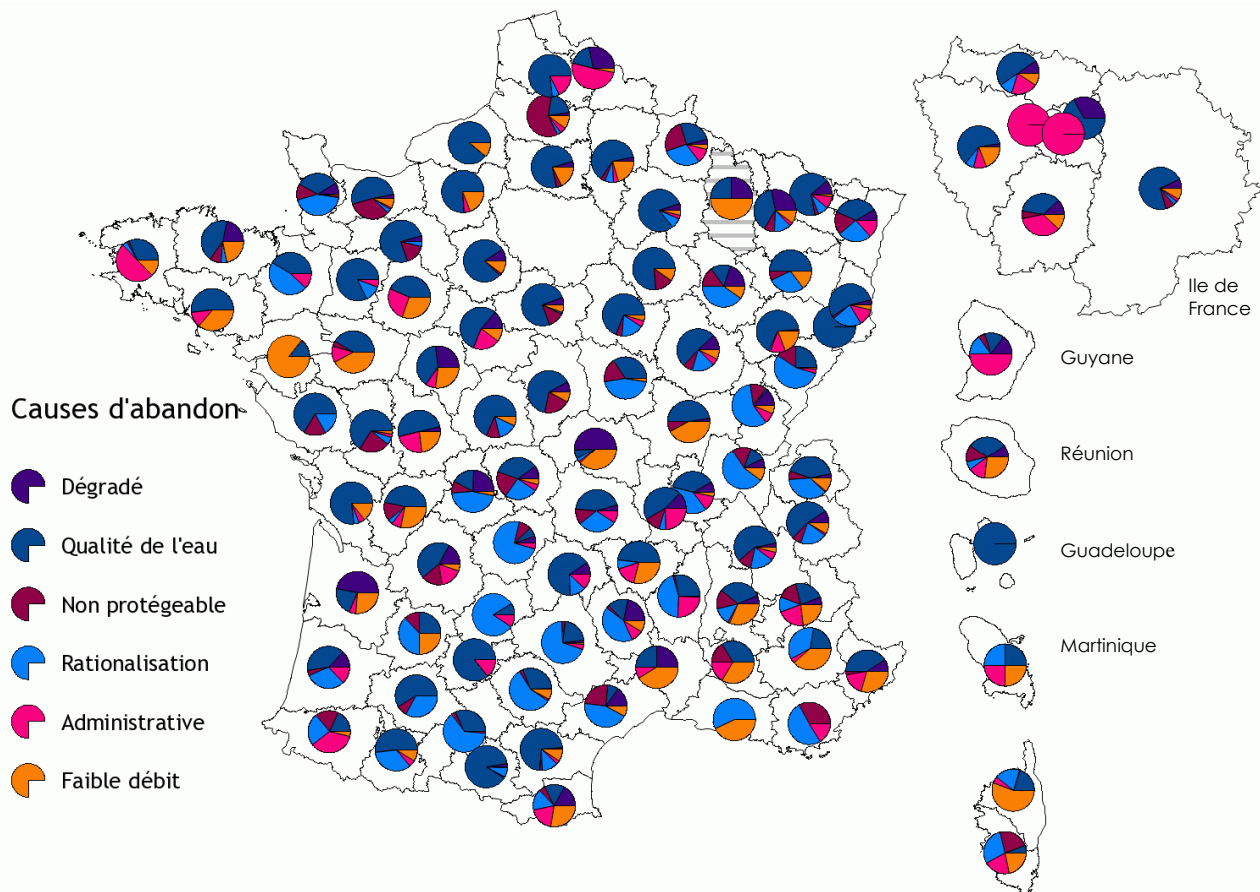 Causes d'abandon
Dégradé
Qualité de l'eau
Non protégeable
Rationalisation
Administrative
Faible débit
Ile de
France
Guyane
Réunion
Guadeloupe
Martinique